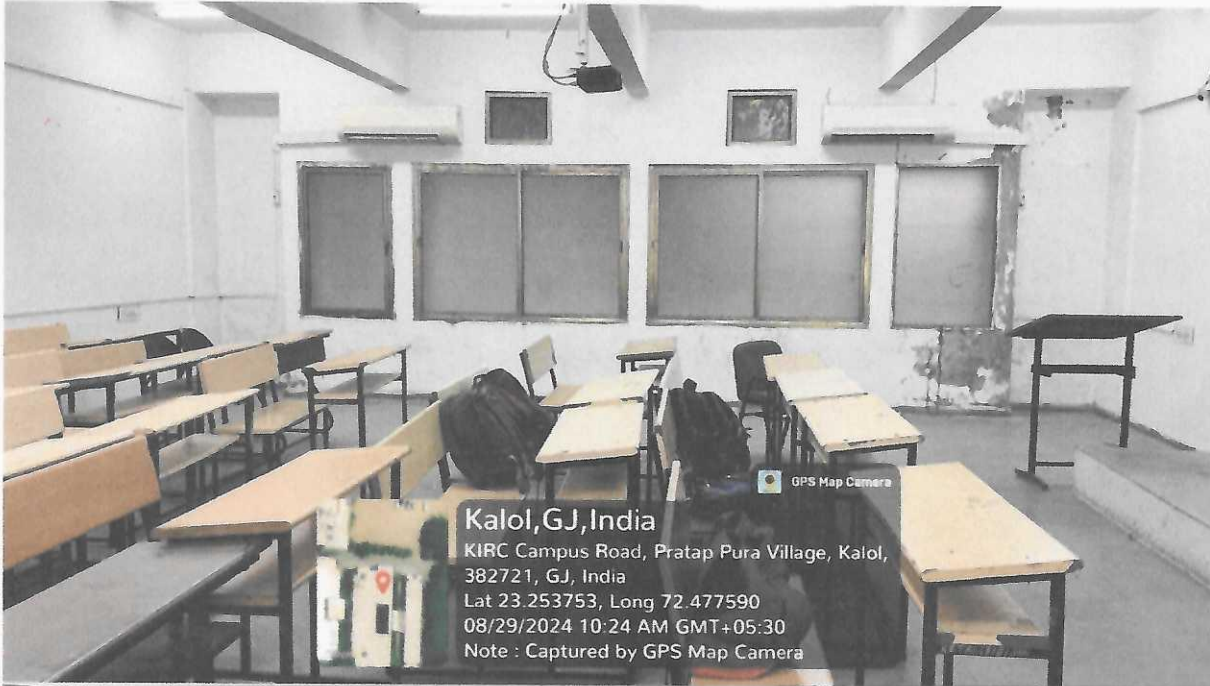 GPS Map Camera
Kalol,GJ,India
KIRC Campus Road, Pratap Pura Village, Kalol,
382721, GJ, India
Lat 23.253753, Long 72.477590
08/29/2024 10:24 AM GMT+05:30
Note : Captured by GPS Map Camera